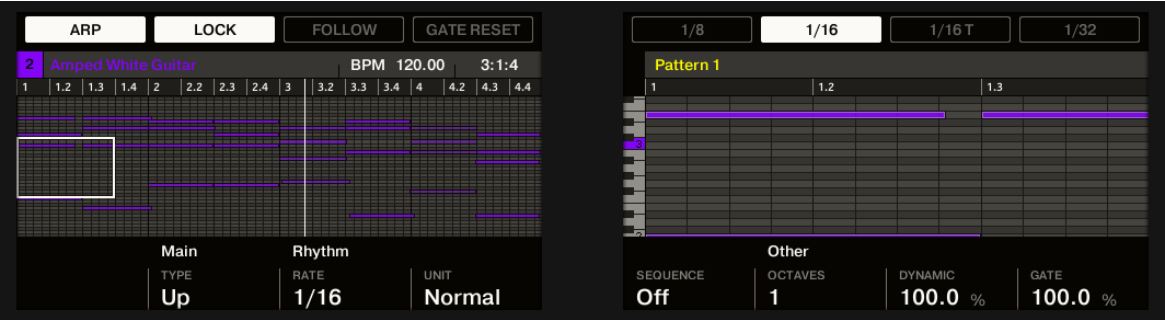 ARP LOCK FOLLOW GATE RESET
2 Amped White Guitar BPM 120.00 3:1:4
1 1.2 1.3 1.4 2 2.2 2.3 2.4 3 3.2 3.3 3.4 4 4.2 4.3 4.4
Main Rhythm
TYPE RATE UNIT
Up 1/16 Normal
1/8 1/16 1/16 T 1/32
Pattern 1
1 1.2 1.3
3
2
Other
SEQUENCE OCTAVES DYNAMIC GATE
Off 1 100.0 % 100.0 %